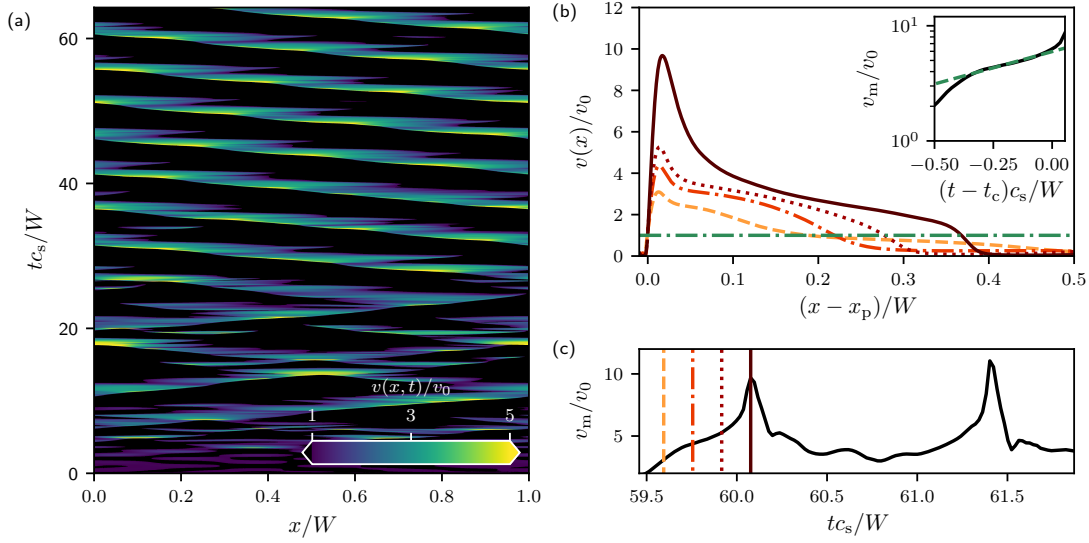 (a)
60
40
20
0
tc_s/W
0.0 0.2 0.4 0.6 0.8 1.0
x/W
v(x, t)/v_0
1 3 5
(b)
12
10
8
6
4
2
0
v(x)/v_0
0.0 0.1 0.2 0.3 0.4 0.5
(x − x_p)/W
10^1
10^0
v_m/v_0
−0.50 −0.25 0.00
(t − t_c)c_s/W
(c)
10
5
v_m/v_0
59.5 60.0 60.5 61.0 61.5
tc_s/W